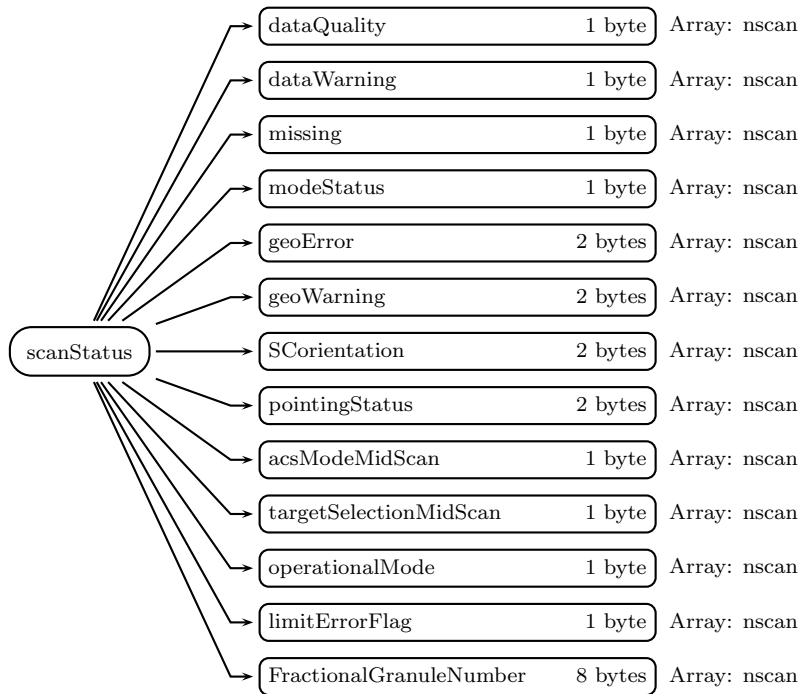 dataQuality 1 byte Array: nscan
dataWarning 1 byte Array: nscan
missing 1 byte Array: nscan
modeStatus 1 byte Array: nscan
geoError 2 bytes Array: nscan
geoWarning 2 bytes Array: nscan
scanStatus SCorientation 2 bytes Array: nscan
pointingStatus 2 bytes Array: nscan
acsModeMidScan 1 byte Array: nscan
targetSelectionMidScan 1 byte Array: nscan
operationalMode 1 byte Array: nscan
limitErrorFlag 1 byte Array: nscan
FractionalGranuleNumber 8 bytes Array: nscan